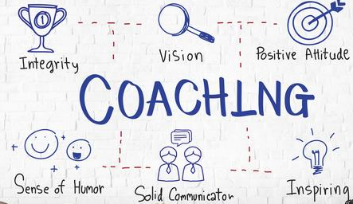 Integrity
Vision
Positive Attitude
COACHING
Sense of Humor
Solid Communicator
Inspiring